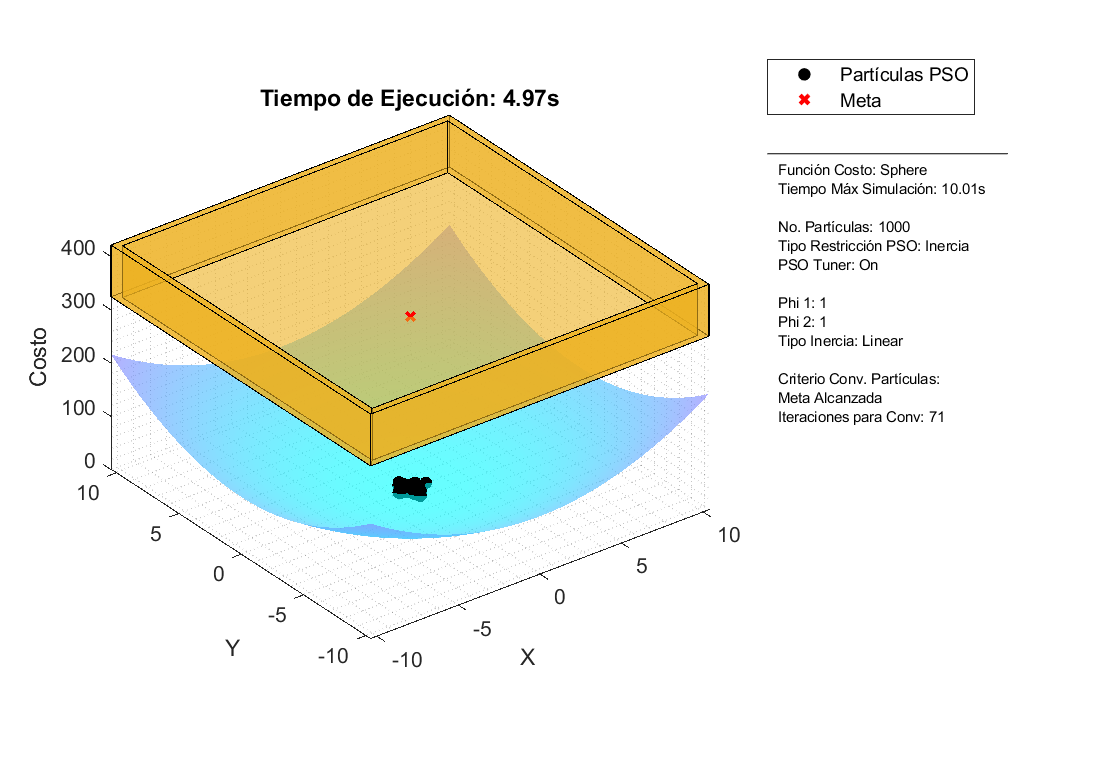 Tiempo de Ejecución: 4.97s
Partículas PSO
Meta
Función Costo: Sphere
Tiempo Máx Simulación: 10.01s
No. Partículas: 1000
Tipo Restricción PSO: Inercia
PSO Tuner: On
Phi 1: 1
Phi 2: 1
Tipo Inercia: Linear
Criterio Conv. Partículas:
Meta Alcanzada
Iteraciones para Conv: 71
Costo
400
300
200
100
0
10
5
0
-5
-10
Y
-10
-5
0
5
10
X